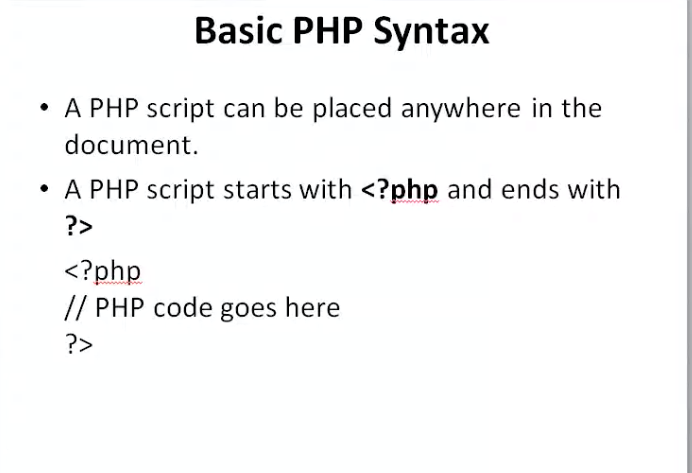 Basic PHP Syntax
• A PHP script can be placed anywhere in the
document.
• A PHP script starts with <?php and ends with
?>
<?php
// PHP code goes here
?>